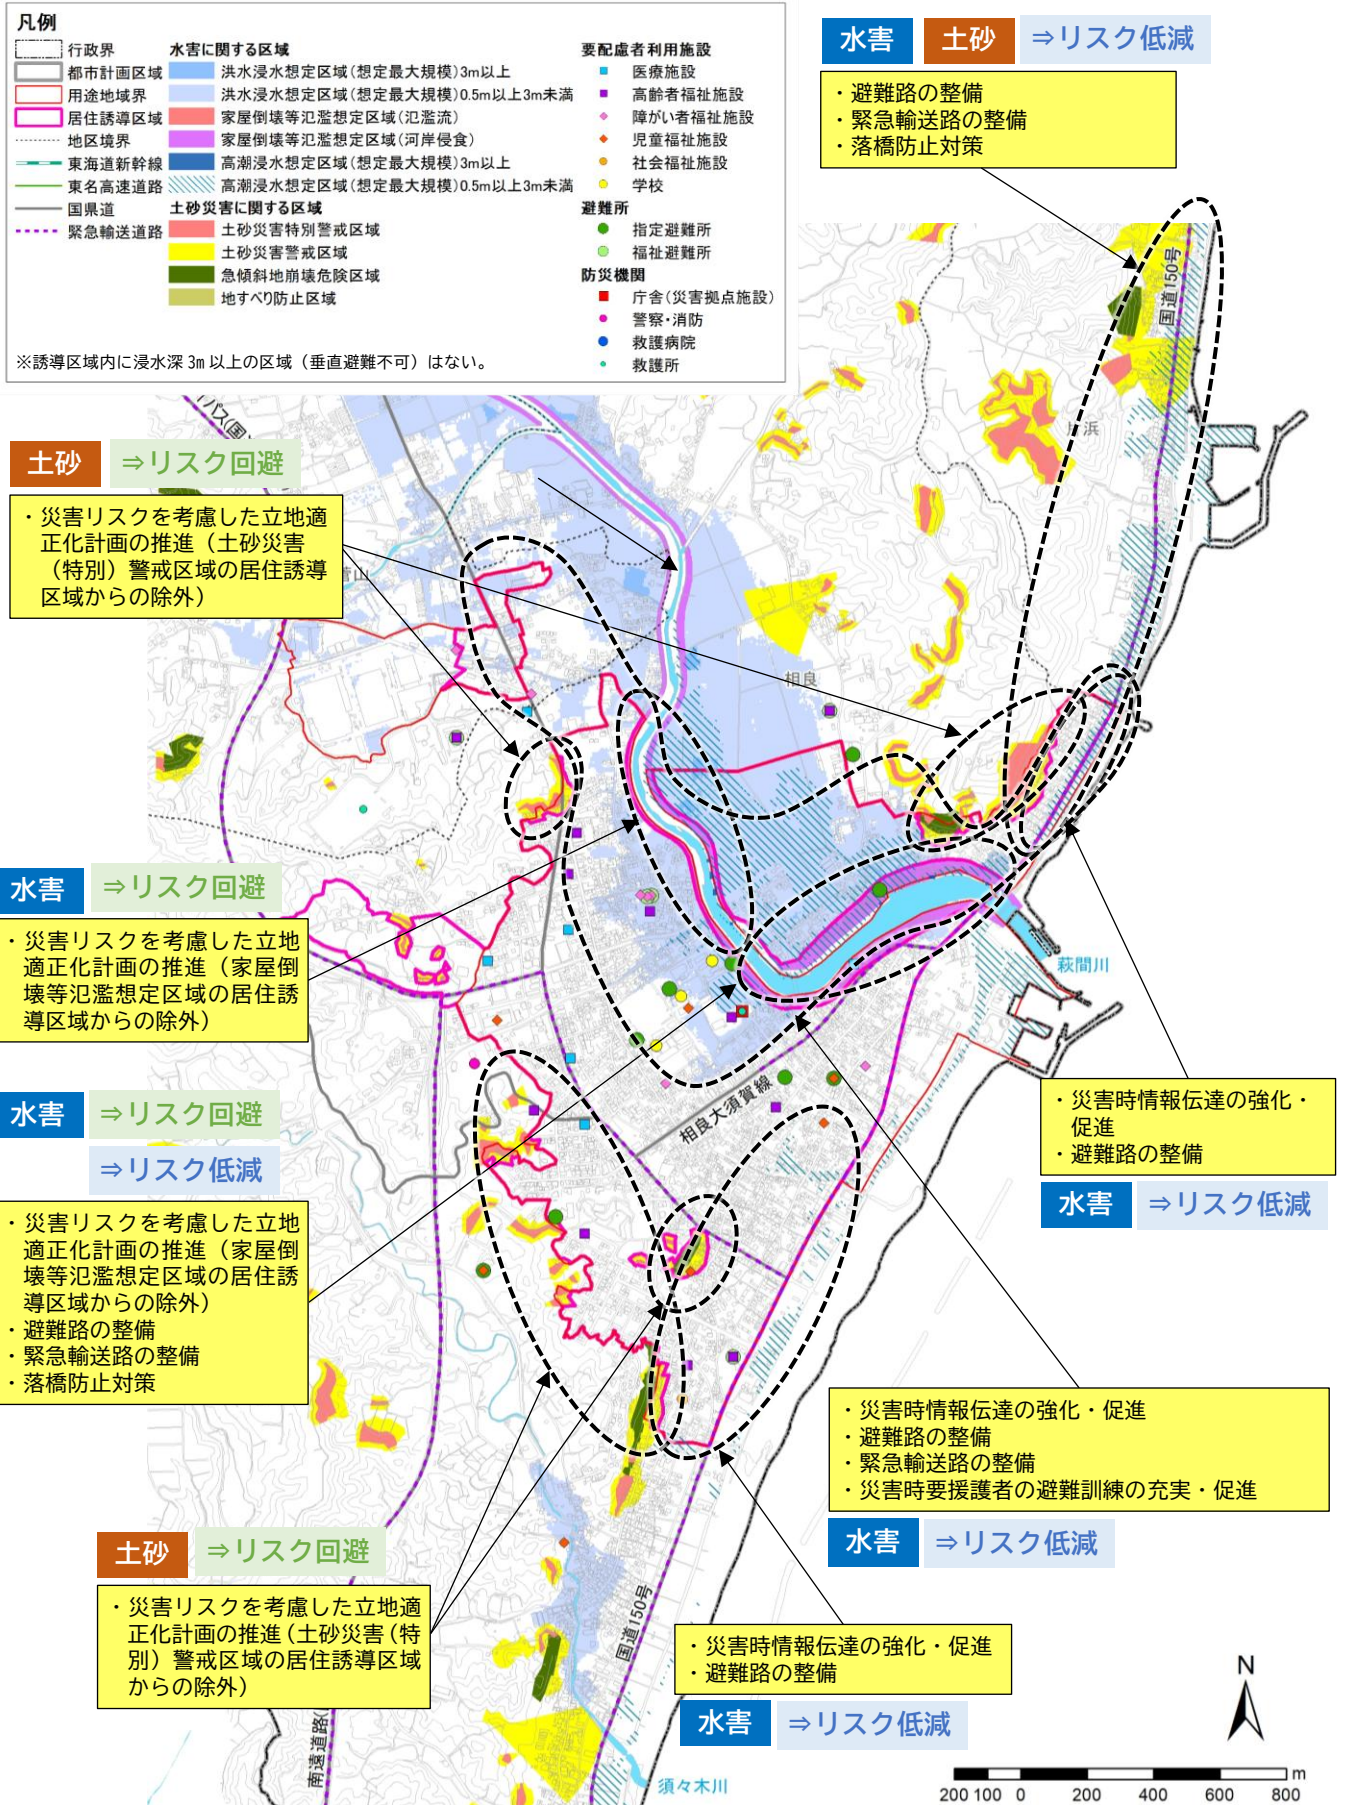 凡例
行政界
都市計画区域
用途地域界
居住誘導区域
地区境界
東海道新幹線
東名高速道路
国県道
緊急輸送道路
水害に関する区域
洪水浸水想定区域(想定最大規模)3m以上
洪水浸水想定区域(想定最大規模)0.5m以上3m未満
家屋倒壊等氾濫想定区域(氾濫流)
家屋倒壊等氾濫想定区域(河岸侵食)
高潮浸水想定区域(想定最大規模)3m以上
高潮浸水想定区域(想定最大規模)0.5m以上3m未満
土砂災害に関する区域
土砂災害特別警戒区域
土砂災害警戒区域
急傾斜地崩壊危険区域
地すべり防止区域
要配慮者利用施設
医療施設
高齢者福祉施設
障がい者福祉施設
児童福祉施設
社会福祉施設
学校
避難所
指定避難所
福祉避難所
防災機関
庁舎(災害拠点施設)
警察・消防
救護病院
救護所
※誘導区域内に浸水深3m以上の区域（垂直避難不可）はない。
水害 土砂 ⇒リスク低減
・避難路の整備
・緊急輸送路の整備
・落橋防止対策
国道150号
土砂 ⇒リスク回避
・災害リスクを考慮した立地適
正化計画の推進（土砂災害
（特別）警戒区域の居住誘導
区域からの除外）
菅山
相良
水害 ⇒リスク回避
・災害リスクを考慮した立地
適正化計画の推進（家屋倒
壊等氾濫想定区域の居住誘
導区域からの除外）
萩間川
水害 ⇒リスク回避
⇒リスク低減
・災害リスクを考慮した立地
適正化計画の推進（家屋倒
壊等氾濫想定区域の居住誘
導区域からの除外）
・避難路の整備
・緊急輸送路の整備
・落橋防止対策
相良大須賀線
・災害時情報伝達の強化・
促進
・避難路の整備
水害 ⇒リスク低減
・災害時情報伝達の強化・促進
・避難路の整備
・緊急輸送路の整備
・災害時要援護者の避難訓練の充実・促進
水害 ⇒リスク低減
土砂 ⇒リスク回避
・災害リスクを考慮した立地適
正化計画の推進（土砂災害（特
別）警戒区域の居住誘導区域
からの除外）
国道150号
・災害時情報伝達の強化・促進
・避難路の整備
水害 ⇒リスク低減
南遠道路(
須々木川
N
200 100 0 200 400 600 800 m